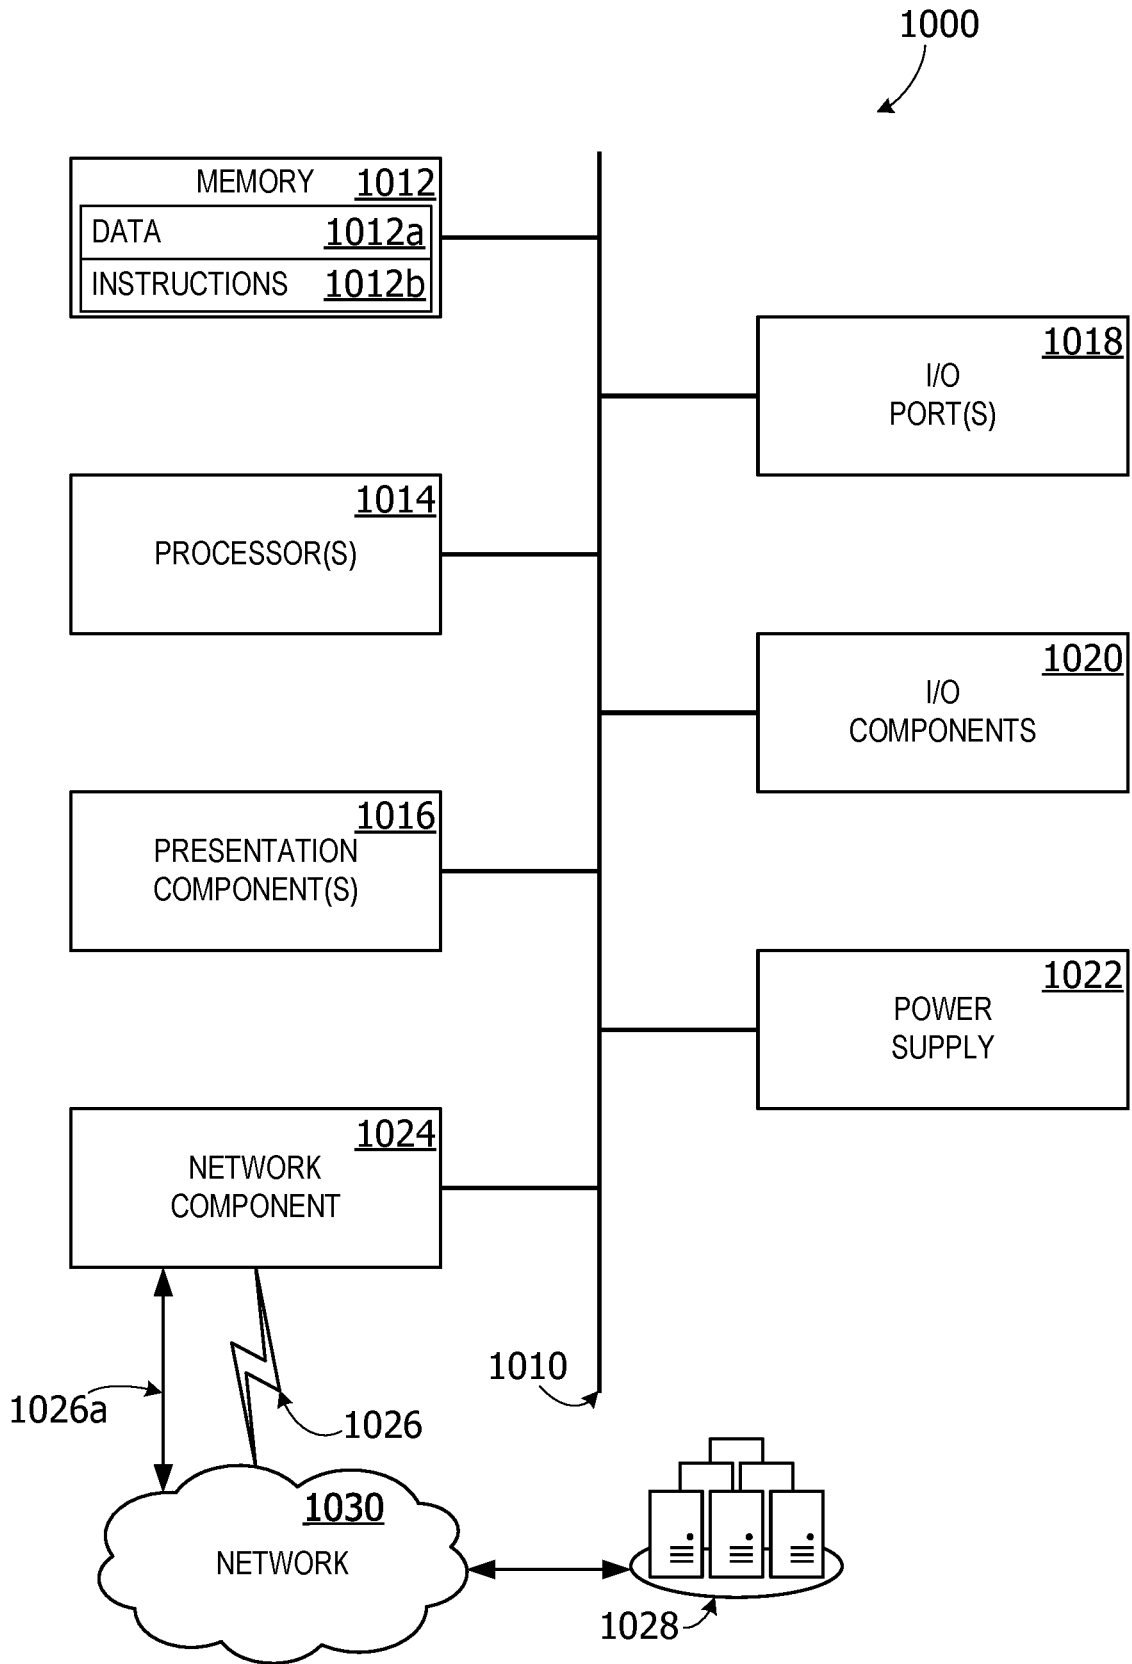 1000
MEMORY 1012
DATA 1012a
INSTRUCTIONS 1012b
1018
I/O
PORT(S)
1014
PROCESSOR(S)
1020
I/O
COMPONENTS
1016
PRESENTATION
COMPONENT(S)
1022
POWER
SUPPLY
1024
NETWORK
COMPONENT
1010
1026a
1026
1030
NETWORK
1028